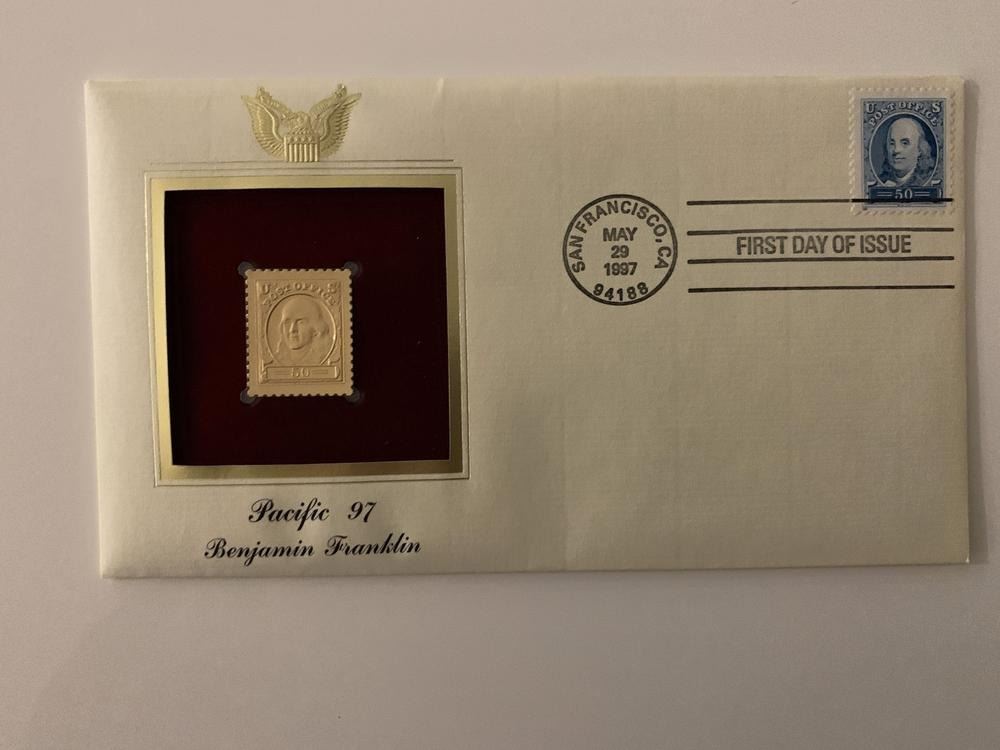 U S
POST OFFICE
50
Pacific 97
Benjamin Franklin
SAN FRANCISCO, CA
MAY
29
1997
94188
FIRST DAY OF ISSUE
U S
POST OFFICE
50